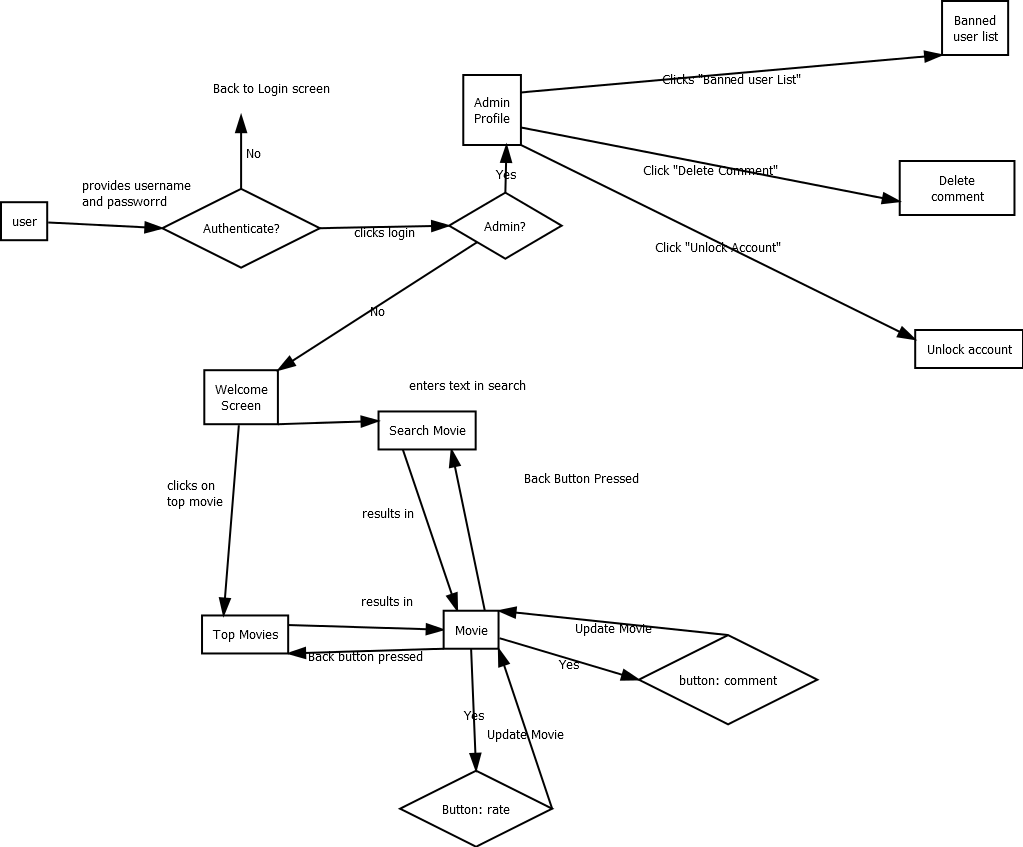 Banned
user list
Clicks "Banned user List"
Back to Login screen
Admin
Profile
No
Click "Delete Comment"
Delete
comment
Yes
provides username
and passworrd
user
Authenticate?
clicks login
Admin?
Click "Unlock Account"
No
Unlock account
Welcome
Screen
enters text in search
Search Movie
Back Button Pressed
clicks on
top movie
results in
results in
Top Movies
Movie
Update Movie
Back button pressed
Yes
button: comment
Yes
Update Movie
Button: rate